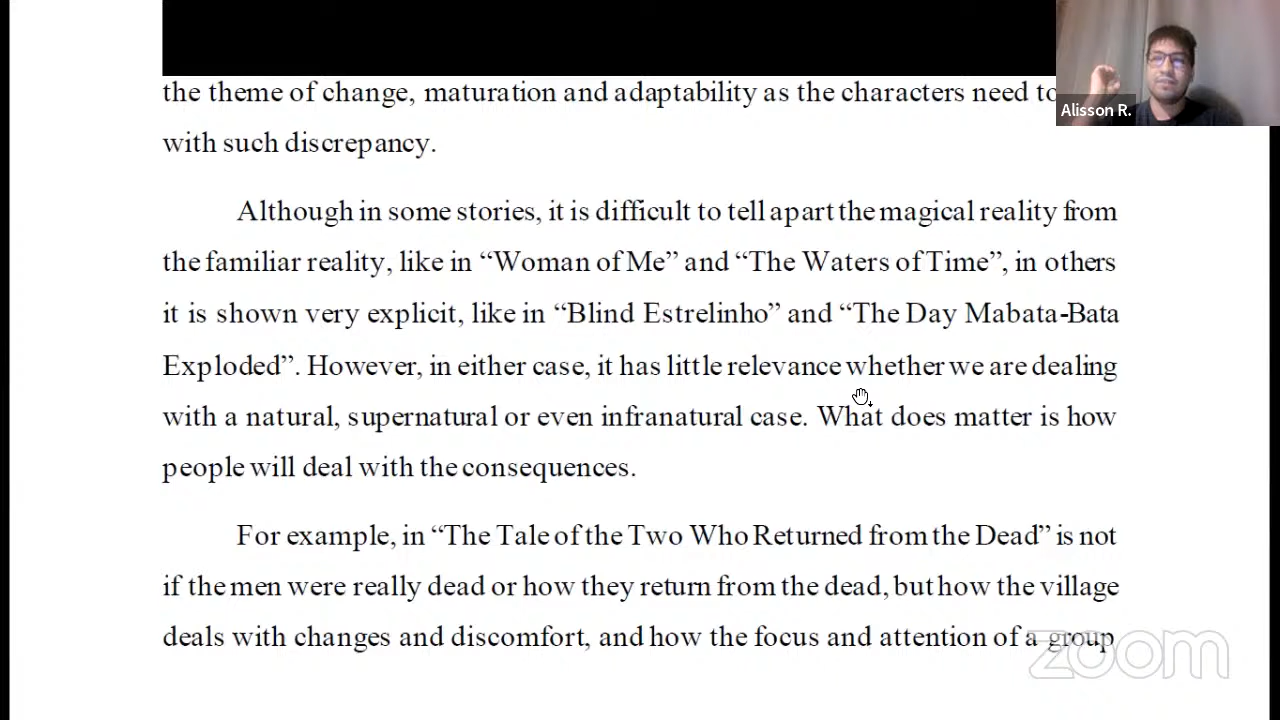 the theme of change, maturation and adaptability as the characters need to
Alisson R.
with such discrepancy.
Although in some stories, it is difficult to tell apart the magical reality from
the familiar reality, like in “Woman of Me” and “The Waters of Time”, in others
it is shown very explicit, like in “Blind Estrelinho” and “The Day Mabata-Bata
Exploded”. However, in either case, it has little relevance whether we are dealing
with a natural, supernatural or even infranatural case. What does matter is how
people will deal with the consequences.
For example, in “The Tale of the Two Who Returned from the Dead” is not
if the men were really dead or how they return from the dead, but how the village
deals with changes and discomfort, and how the focus and attention of a group
zoom